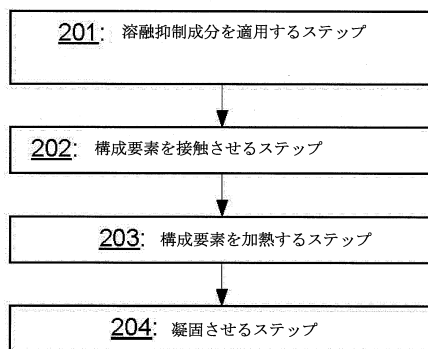 201: 溶融抑制成分を適用するステップ
202: 構成要素を接触させるステップ
203: 構成要素を加熱するステップ
204: 凝固させるステップ